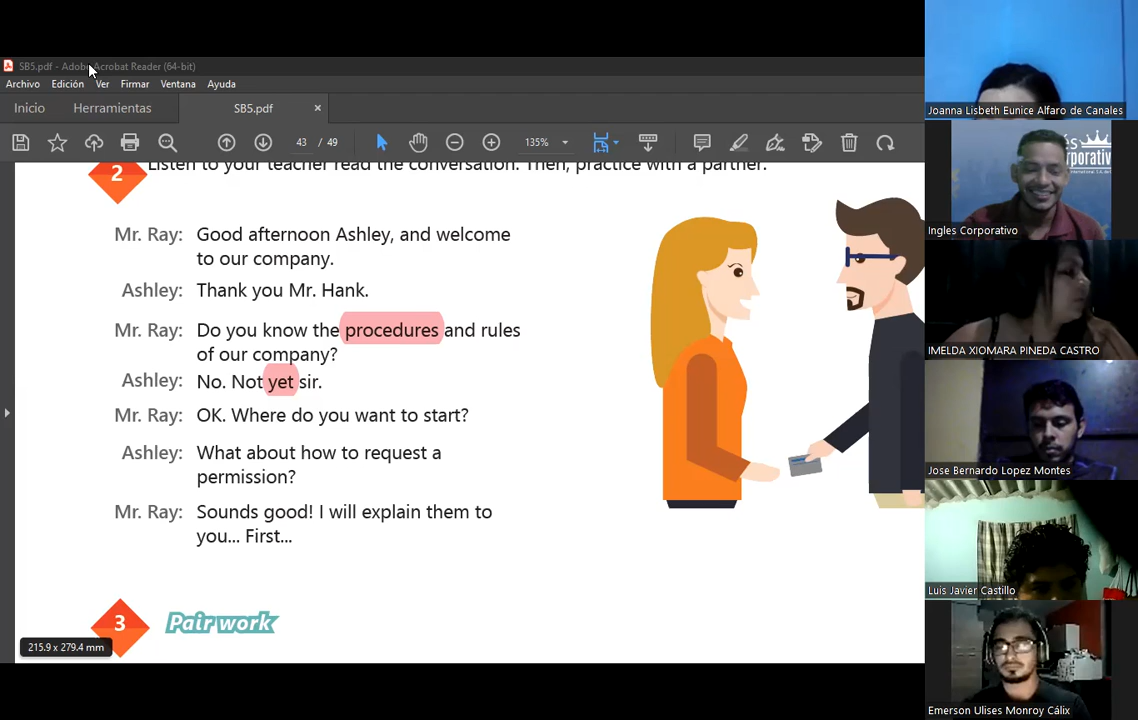 SB5.pdf - Adobe Acrobat Reader (64-bit)
Archivo Edición Ver Firmar Ventana Ayuda
Inicio Herramientas SB5.pdf ×
43 / 49 135%
2 Listen to your teacher read the conversation. Then, practice with a partner.
Mr. Ray: Good afternoon Ashley, and welcome
to our company.
Ashley: Thank you Mr. Hank.
Mr. Ray: Do you know the procedures and rules
of our company?
Ashley: No. Not yet sir.
Mr. Ray: OK. Where do you want to start?
Ashley: What about how to request a
permission?
Mr. Ray: Sounds good! I will explain them to
you... First...
3 Pair work
215.9 x 279.4 mm
Joanna Lisbeth Eunice Alfaro de Canales
Ingles Corporativo
IMELDA XIOMARA PINEDA CASTRO
Jose Bernardo Lopez Montes
Luis Javier Castillo
Emerson Ulises Monroy Cálix